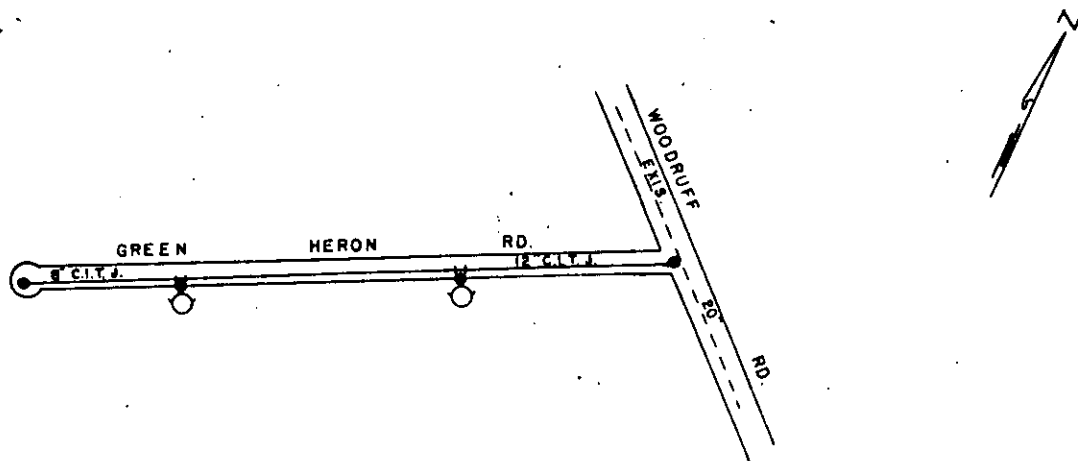 N
WOODRUFF RD.
EXIS. 20"
GREEN HERON RD.
8" C.I.T.J.
12" C.I.T.J.